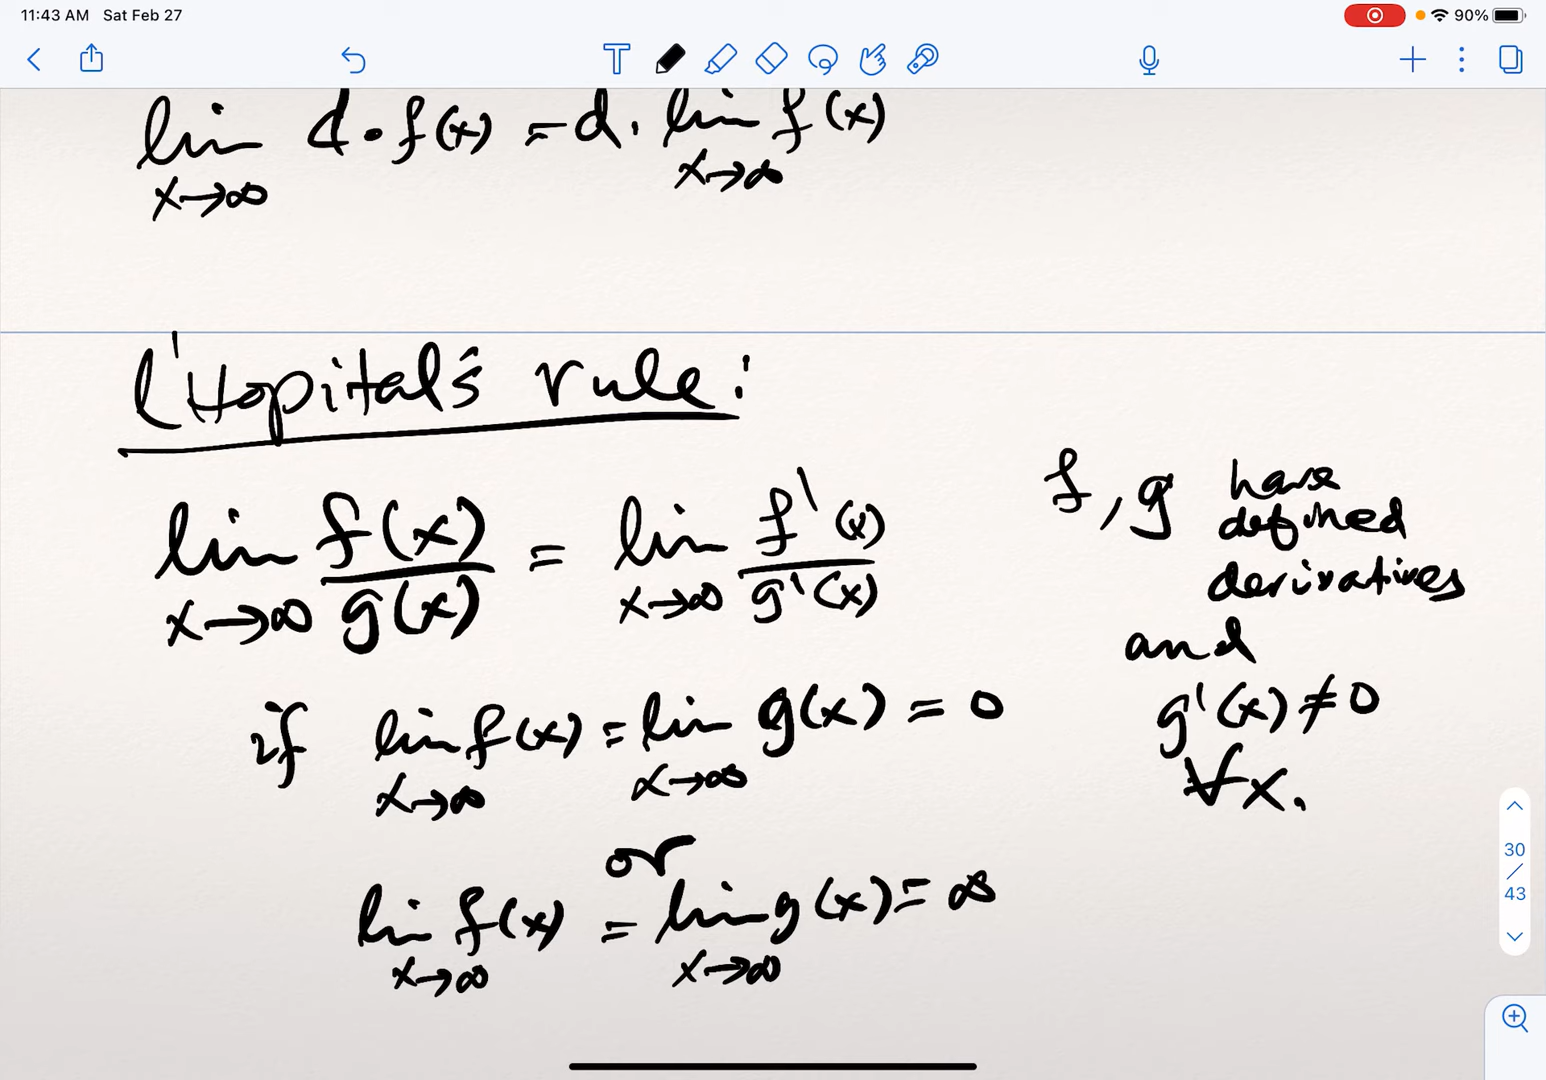 11:43 AM Sat Feb 27
90%
T
lim d · f(x) = d · lim f(x)
x→∞ x→∞
l'Hopital's rule:
lim f(x)/g(x) = lim f'(x)/g'(x)
x→∞ x→∞
if lim f(x) = lim g(x) = 0
x→∞ x→∞
or
lim f(x) = lim g(x) = ∞
x→∞ x→∞
f, g have
defined
derivatives
and
g'(x) ≠ 0
∀x.
30
/
43